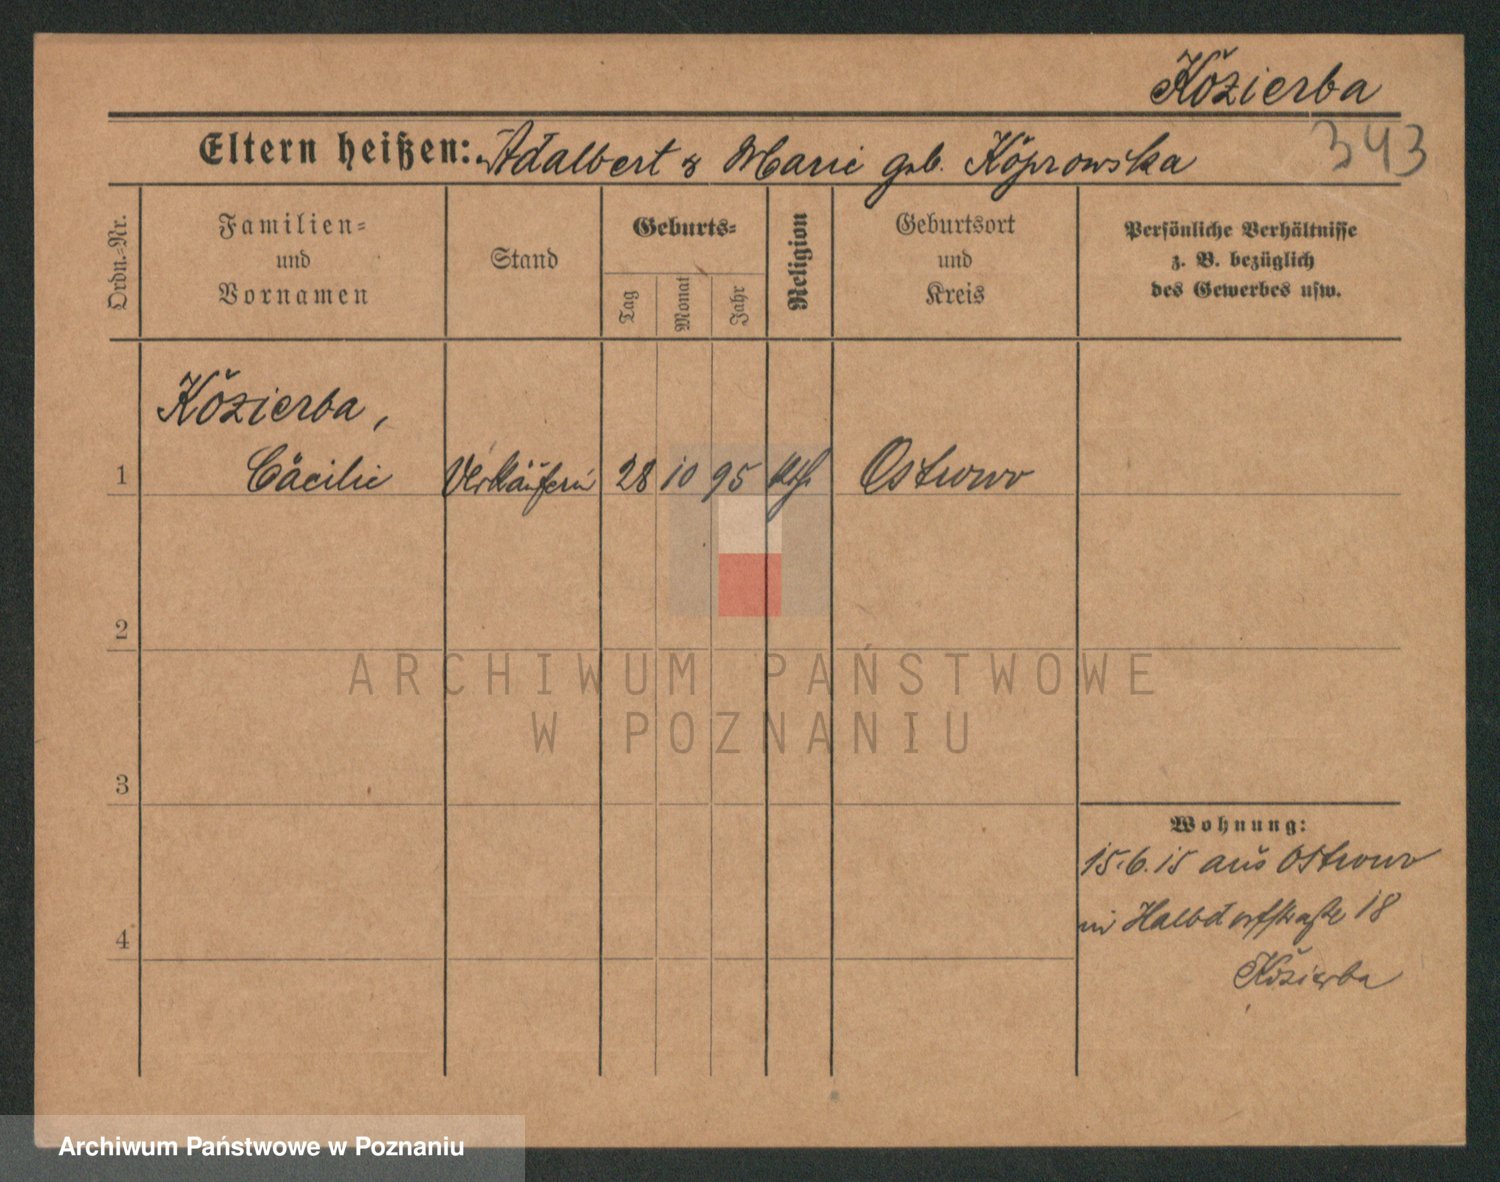 Kozierba
343
Eltern heißen: Adalbert & Marie geb. Koprowska
Ordn.-Nr.
Familien-
und
Vornamen
Stand
Geburts-
Tag
Monat
Jahr
Religion
Geburtsort
und
Kreis
Persönliche Verhältnisse
z. B. bezüglich
des Gewerbes usw.
Kozierba,
1 Cäcilie Verkäuferin 28 10 95 kth. Ostrowo
2
3
4
Wohnung:
15.6.15 aus Ostrowo
in Halbdorfstraße 18
Kozierba
ARCHIWUM PAŃSTWOWE
W POZNANIU
Archiwum Państwowe w Poznaniu